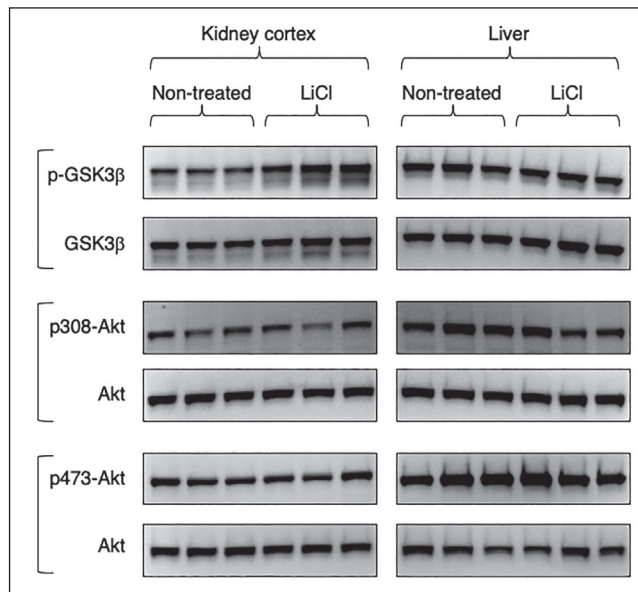 Kidney cortex Liver
Non-treated LiCl Non-treated LiCl
p-GSK3β
GSK3β
p308-Akt
Akt
p473-Akt
Akt